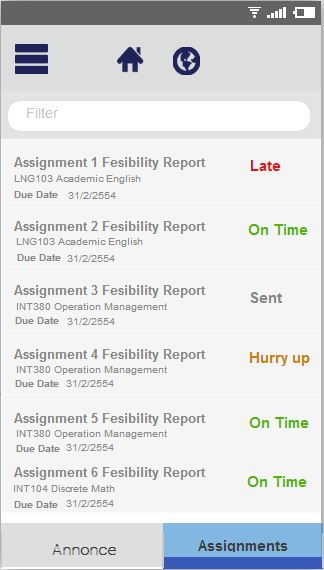 Filter
Assignment 1 Fesibility Report
Late
LNG103 Academic English
Due Date 31/2/2554
Assignment 2 Fesibility Report
On Time
LNG103 Academic English
Due Date 31/2/2554
Assignment 3 Fesibility Report
Sent
INT380 Operation Management
Due Date 31/2/2554
Assignment 4 Fesibility Report
Hurry up
INT380 Operation Management
Due Date 31/2/2554
Assignment 5 Fesibility Report
On Time
INT380 Operation Management
Due Date 31/2/2554
Assignment 6 Fesibility Report
On Time
INT104 Discrete Math
Due Date 31/2/2554
Annonce
Assignments